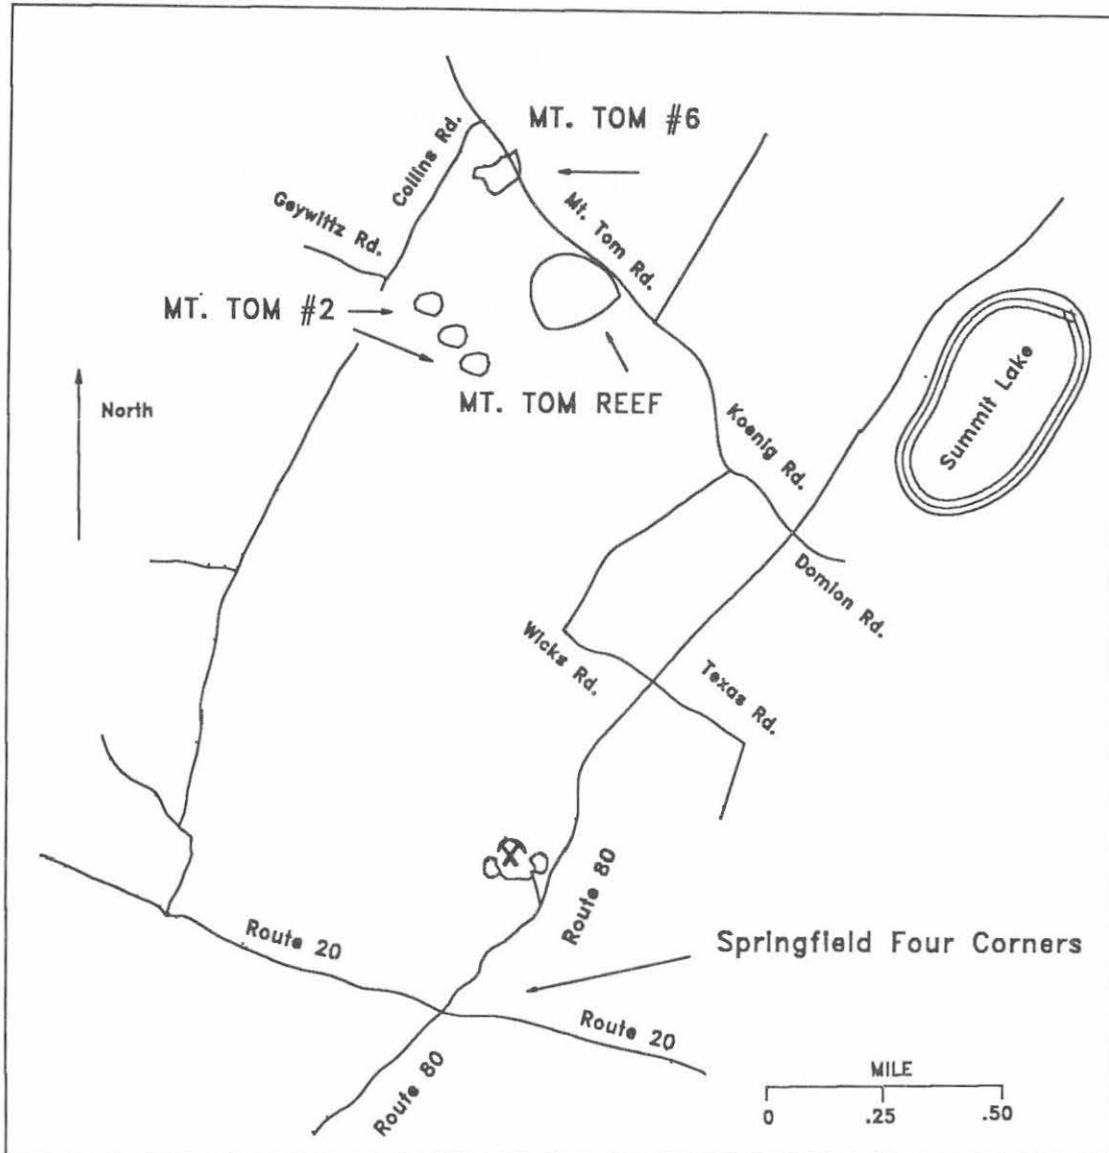 MT. TOM #6
Collins Rd.
Geywittz Rd.
Mt. Tom Rd.
MT. TOM #2
MT. TOM REEF
North
Summit Lake
Koenig Rd.
Domion Rd.
Wicks Rd.
Texas Rd.
Route 80
Route 20
Springfield Four Corners
Route 20
Route 80
MILE
0 .25 .50